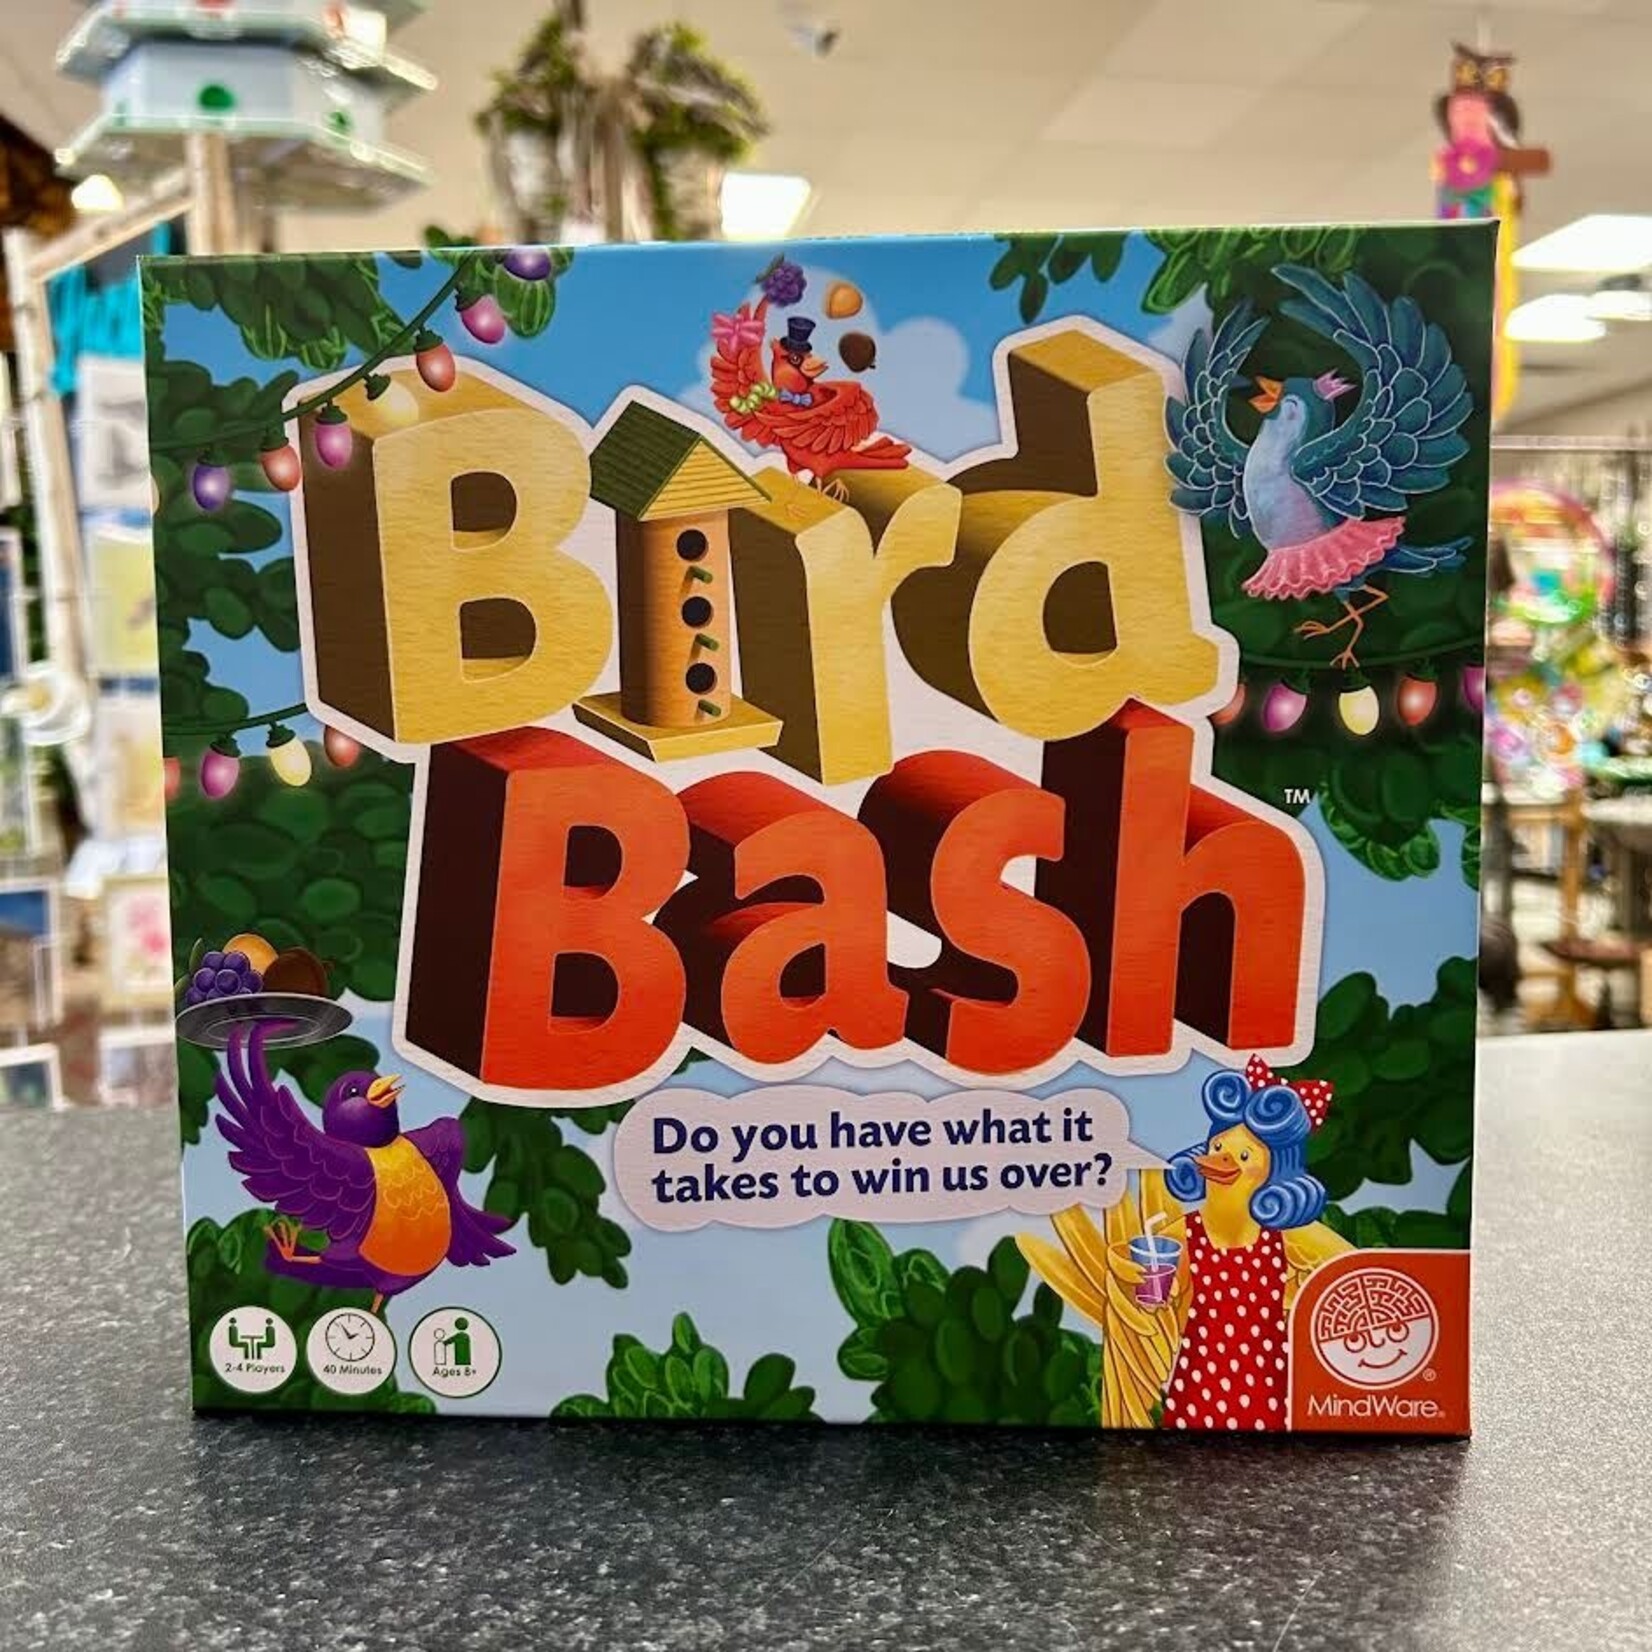 Bird
Bash
TM
Do you have what it
takes to win us over?
2-4 Players
40 Minutes
Ages 8+
MindWare®